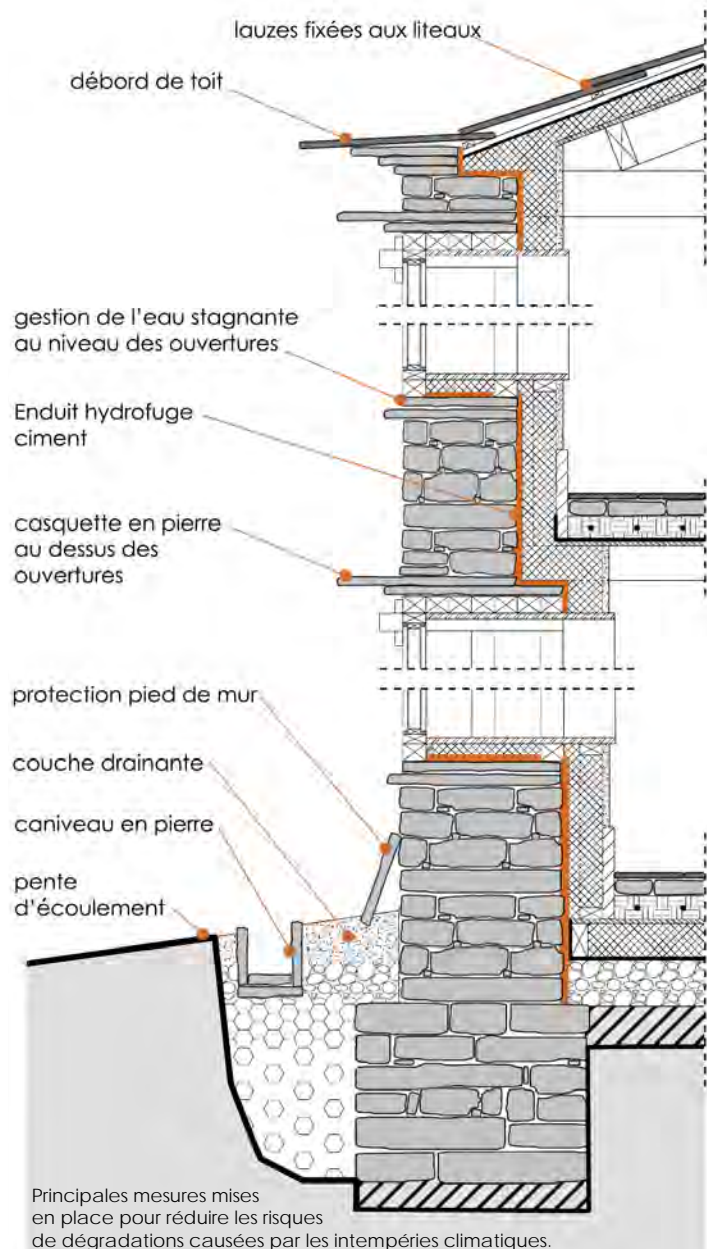 lauzes fixées aux liteaux
débord de toit
gestion de l'eau stagnante
au niveau des ouvertures
Enduit hydrofuge
ciment
casquette en pierre
au dessus des
ouvertures
protection pied de mur
couche drainante
caniveau en pierre
pente
d'écoulement
Principales mesures mises
en place pour réduire les risques
de dégradations causées par les intempéries climatiques.